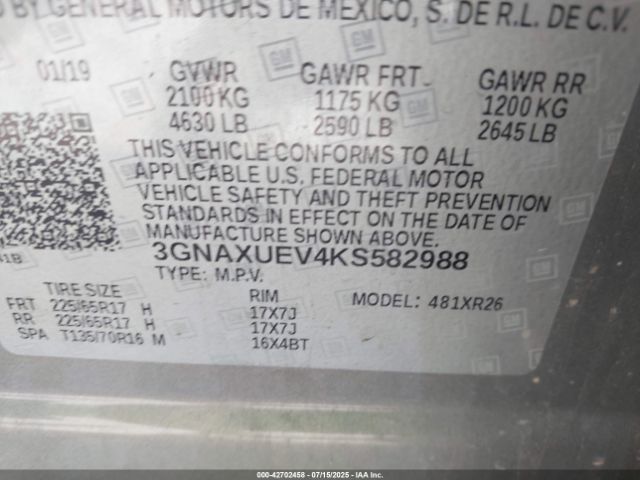 BY GENERAL MOTORS DE MEXICO, S. DE R.L. DE C.V.
01/19 GVWR GAWR FRT GAWR RR
2100 KG 1175 KG 1200 KG
4630 LB 2590 LB 2645 LB
THIS VEHICLE CONFORMS TO ALL
APPLICABLE U.S. FEDERAL MOTOR
VEHICLE SAFETY AND THEFT PREVENTION
STANDARDS IN EFFECT ON THE DATE OF
MANUFACTURE SHOWN ABOVE.
3GNAXUEV4KS582988
TYPE: M.P.V.
TIRE SIZE RIM MODEL: 481XR26
FRT 225/65R17 H 17X7J
RR 225/65R17 H 17X7J
SPA T135/70R16 M 16X4BT
00-42702458 - 07/15/2025 - IAA Inc.